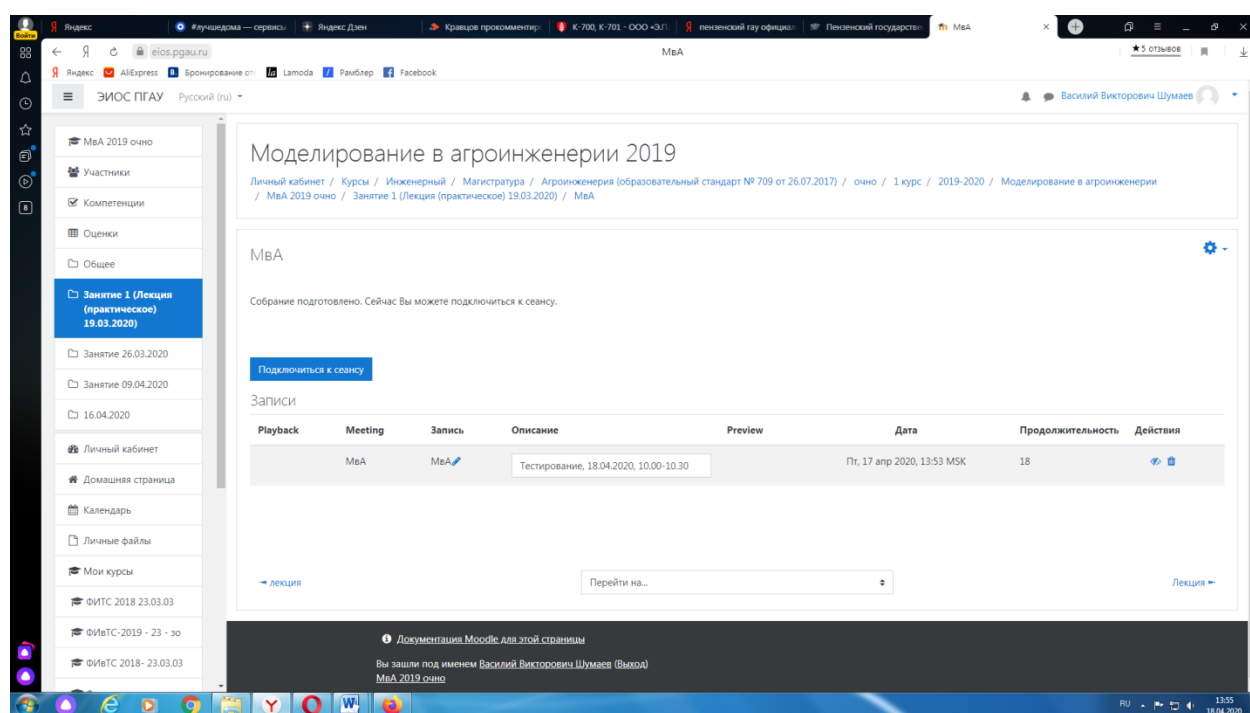 Яндекс
#лучшедома — сервисы
Яндекс.Дзен
Кравцов прокомментиро
К-700, К-701 - ООО «Э.П.
пензенский гау официал
Пензенский государствен
МвА
Войти
eios.pgau.ru
МвА
★5 отзывов
Яндекс
AliExpress
Бронирование оте
Lamoda
Рамблер
Facebook
ЭИОС ПГАУ Русский (ru)
Василий Викторович Шумаев
МвА 2019 очно
Участники
Компетенции
Оценки
Общее
Занятие 1 (Лекция
(практическое)
19.03.2020)
Занятие 26.03.2020
Занятие 09.04.2020
16.04.2020
Личный кабинет
Домашняя страница
Календарь
Личные файлы
Мои курсы
ФИТС 2018 23.03.03
ФИвТС-2019 - 23 - зо
ФИвТС 2018- 23.03.03
Моделирование в агроинженерии 2019
Личный кабинет / Курсы / Инженерный / Магистратура / Агроинженерия (образовательный стандарт № 709 от 26.07.2017) / очно / 1 курс / 2019-2020 / Моделирование в агроинженерии
/ МвА 2019 очно / Занятие 1 (Лекция (практическое) 19.03.2020) / МвА
МвА
Собрание подготовлено. Сейчас Вы можете подключиться к сеансу.
Подключиться к сеансу
Записи
Playback Meeting Запись Описание Preview Дата Продолжительность Действия
МвА МвА Тестирование, 18.04.2020, 10.00-10.30 Пт, 17 апр 2020, 13:53 MSK 18
◄ лекция
Перейти на...
Лекция ►
Документация Moodle для этой страницы
Вы зашли под именем Василий Викторович Шумаев (Выход)
МвА 2019 очно
RU
13:55
18.04.2020